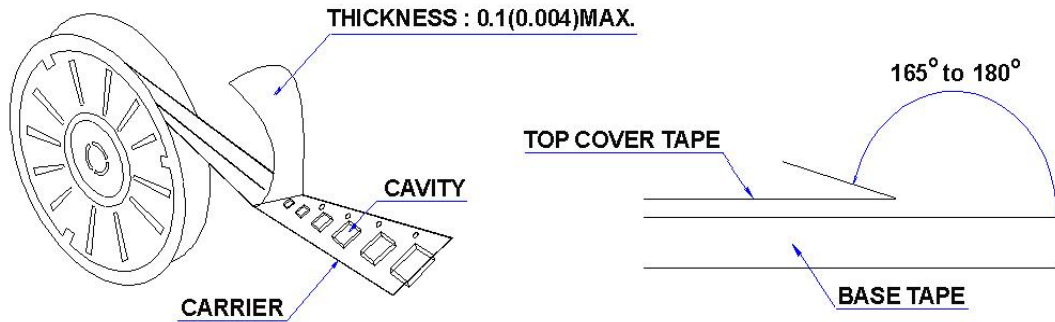 THICKNESS : 0.1(0.004)MAX.
165° to 180°
TOP COVER TAPE
CAVITY
CARRIER
BASE TAPE